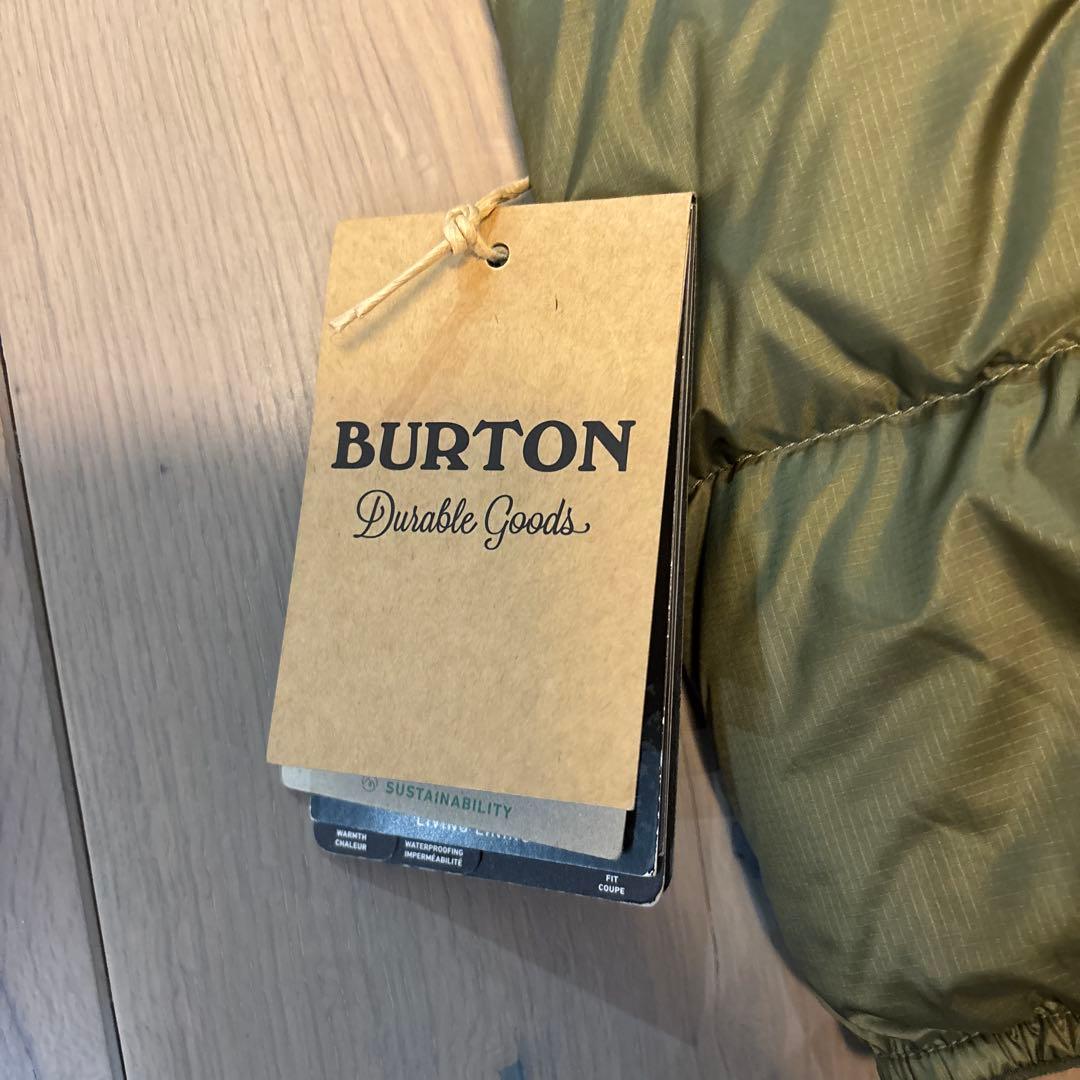 BURTON
Durable Goods
SUSTAINABILITY
WARMTH
CHALEUR
WATERPROOFING
IMPERMÉABILITÉ
FIT
COUPE